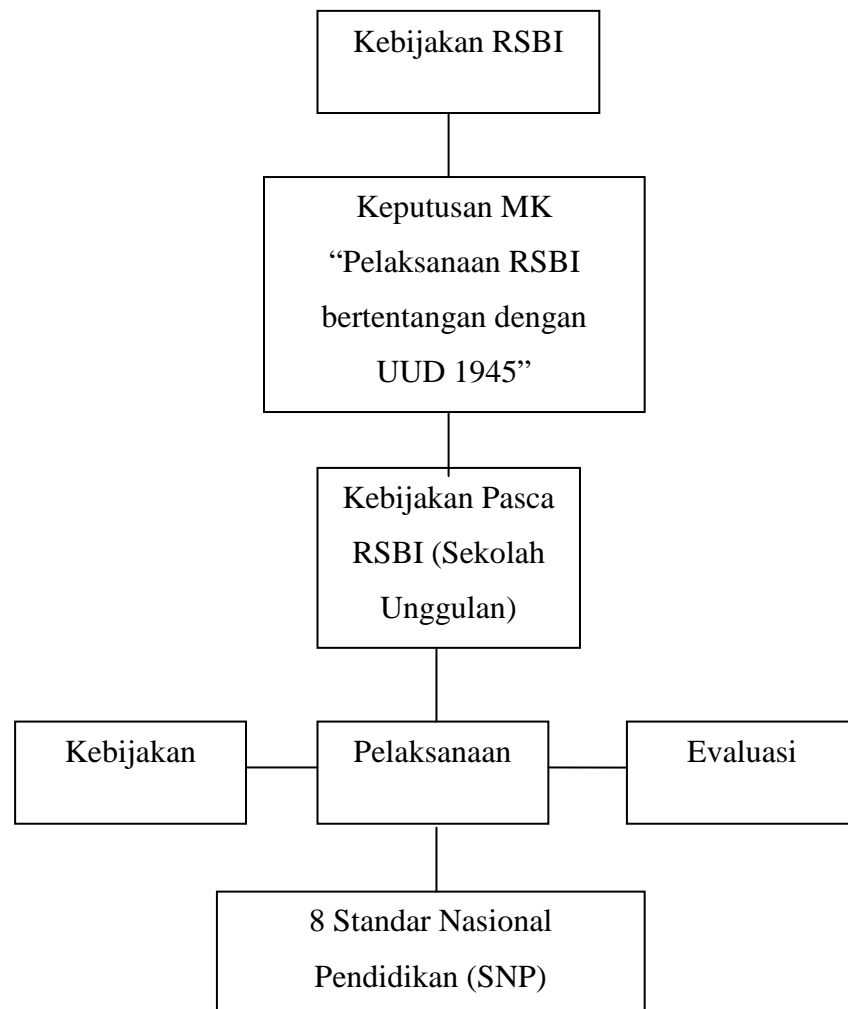 Kebijakan RSBI
Keputusan MK
“Pelaksanaan RSBI
bertentangan dengan
UUD 1945”
Kebijakan Pasca
RSBI (Sekolah
Unggulan)
Kebijakan
Pelaksanaan
Evaluasi
8 Standar Nasional
Pendidikan (SNP)